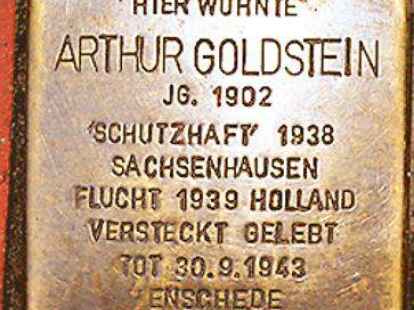 HIER WOHNTE
ARTHUR GOLDSTEIN
JG. 1902
'SCHUTZHAFT' 1938
SACHSENHAUSEN
FLUCHT 1939 HOLLAND
VERSTECKT GELEBT
TOT 30.9.1943
ENSCHEDE